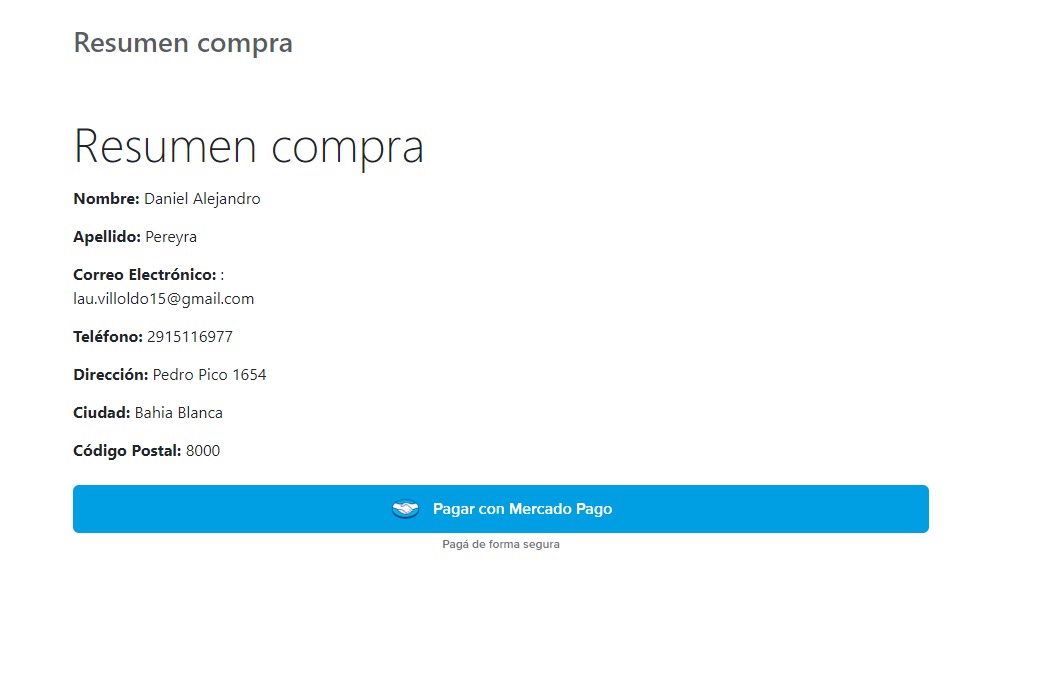 Resumen compra
Resumen compra
Nombre: Daniel Alejandro
Apellido: Pereyra
Correo Electrónico: :
lau.villoldo15@gmail.com
Teléfono: 2915116977
Dirección: Pedro Pico 1654
Ciudad: Bahia Blanca
Código Postal: 8000
Pagar con Mercado Pago
Pagá de forma segura